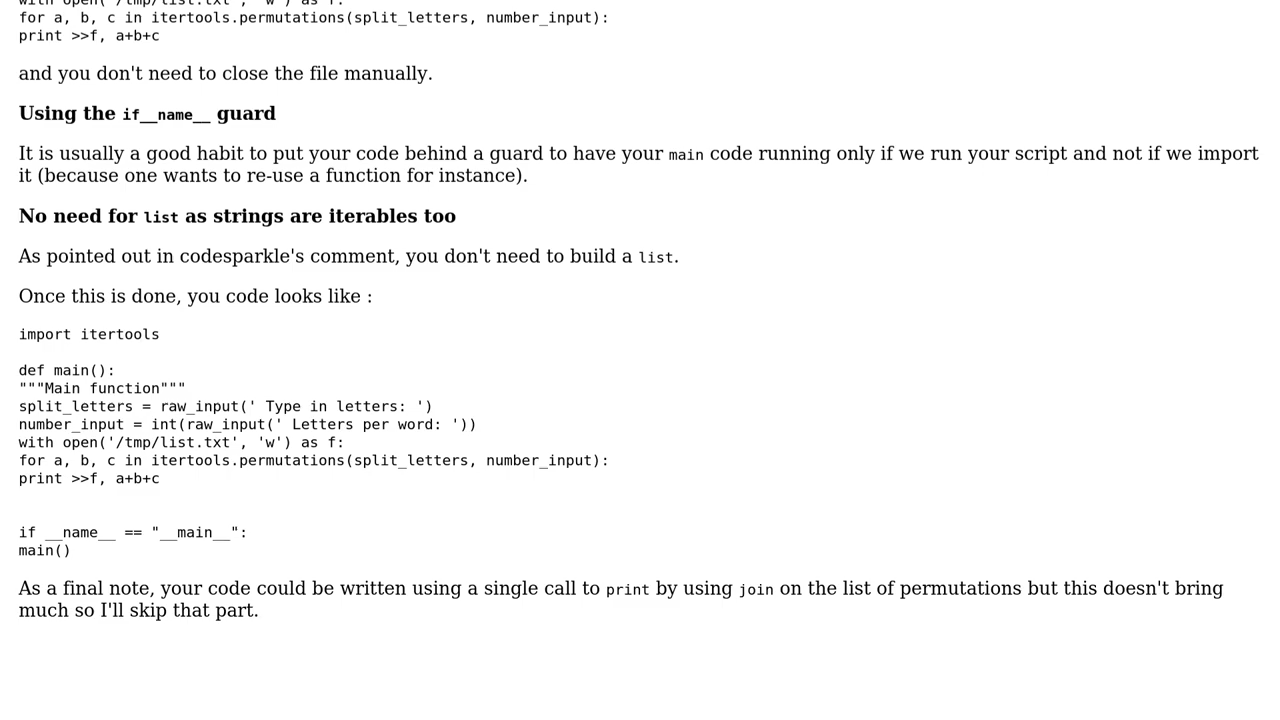 with open('/tmp/list.txt', 'w') as f:
for a, b, c in itertools.permutations(split_letters, number_input):
print >>f, a+b+c
and you don't need to close the file manually.
Using the if__name__ guard
It is usually a good habit to put your code behind a guard to have your main code running only if we run your script and not if we import
it (because one wants to re-use a function for instance).
No need for list as strings are iterables too
As pointed out in codesparkle's comment, you don't need to build a list.
Once this is done, you code looks like :
import itertools
def main():
"""Main function"""
split_letters = raw_input(' Type in letters: ')
number_input = int(raw_input(' Letters per word: '))
with open('/tmp/list.txt', 'w') as f:
for a, b, c in itertools.permutations(split_letters, number_input):
print >>f, a+b+c
if __name__ == "__main__":
main()
As a final note, your code could be written using a single call to print by using join on the list of permutations but this doesn't bring
much so I'll skip that part.